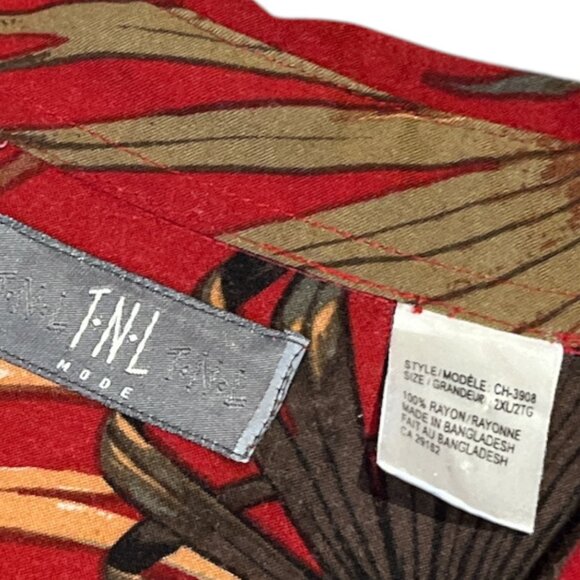 T.N.L
T·N·L
T.N.L
MODE
STYLE/MODÈLE: CH-3908
SIZE/GRANDEUR: 2XL/2TG
100% RAYON/RAYONNE
MADE IN BANGLADESH
FAIT AU BANGLADESH
CA 29182